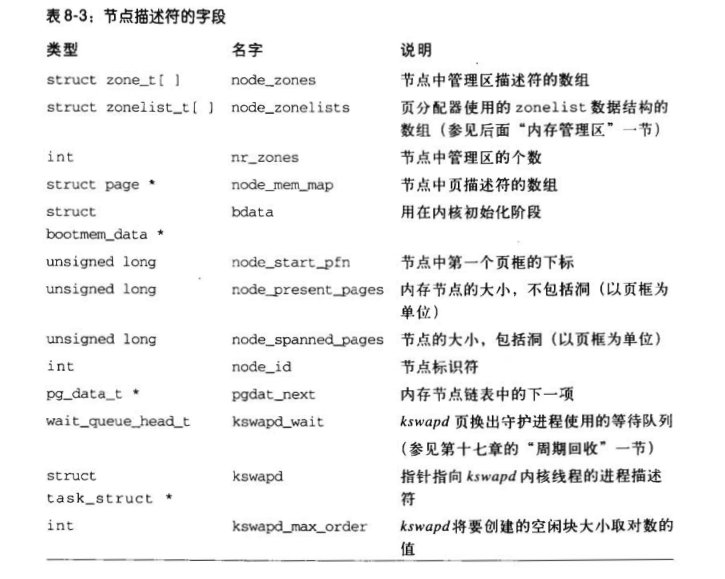 表8-3：节点描述符的字段
类型 名字 说明
struct zone_t[ ] node_zones 节点中管理区描述符的数组
struct zonelist_t[ ] node_zonelists 页分配器使用的 zonelist 数据结构的
数组（参见后面“内存管理区”一节）
int nr_zones 节点中管理区的个数
struct page * node_mem_map 节点中页描述符的数组
struct bdata 用在内核初始化阶段
bootmem_data *
unsigned long node_start_pfn 节点中第一个页框的下标
unsigned long node_present_pages 内存节点的大小，不包括洞（以页框为
单位）
unsigned long node_spanned_pages 节点的大小，包括洞（以页框为单位）
int node_id 节点标识符
pg_data_t * pgdat_next 内存节点链表中的下一项
wait_queue_head_t kswapd_wait kswapd 页换出守护进程使用的等待队列
（参见第十七章的“周期回收”一节）
struct kswapd 指针指向 kswapd 内核线程的进程描述
task_struct * 符
int kswapd_max_order kswapd将要创建的空闲块大小取对数的
值